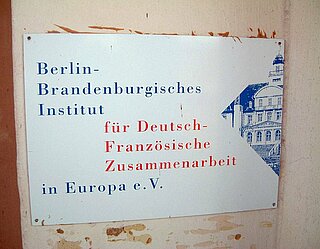 Berlin-
Brandenburgisches
Institut
für Deutsch-
Französische
Zusammenarbeit
in Europa e.V.